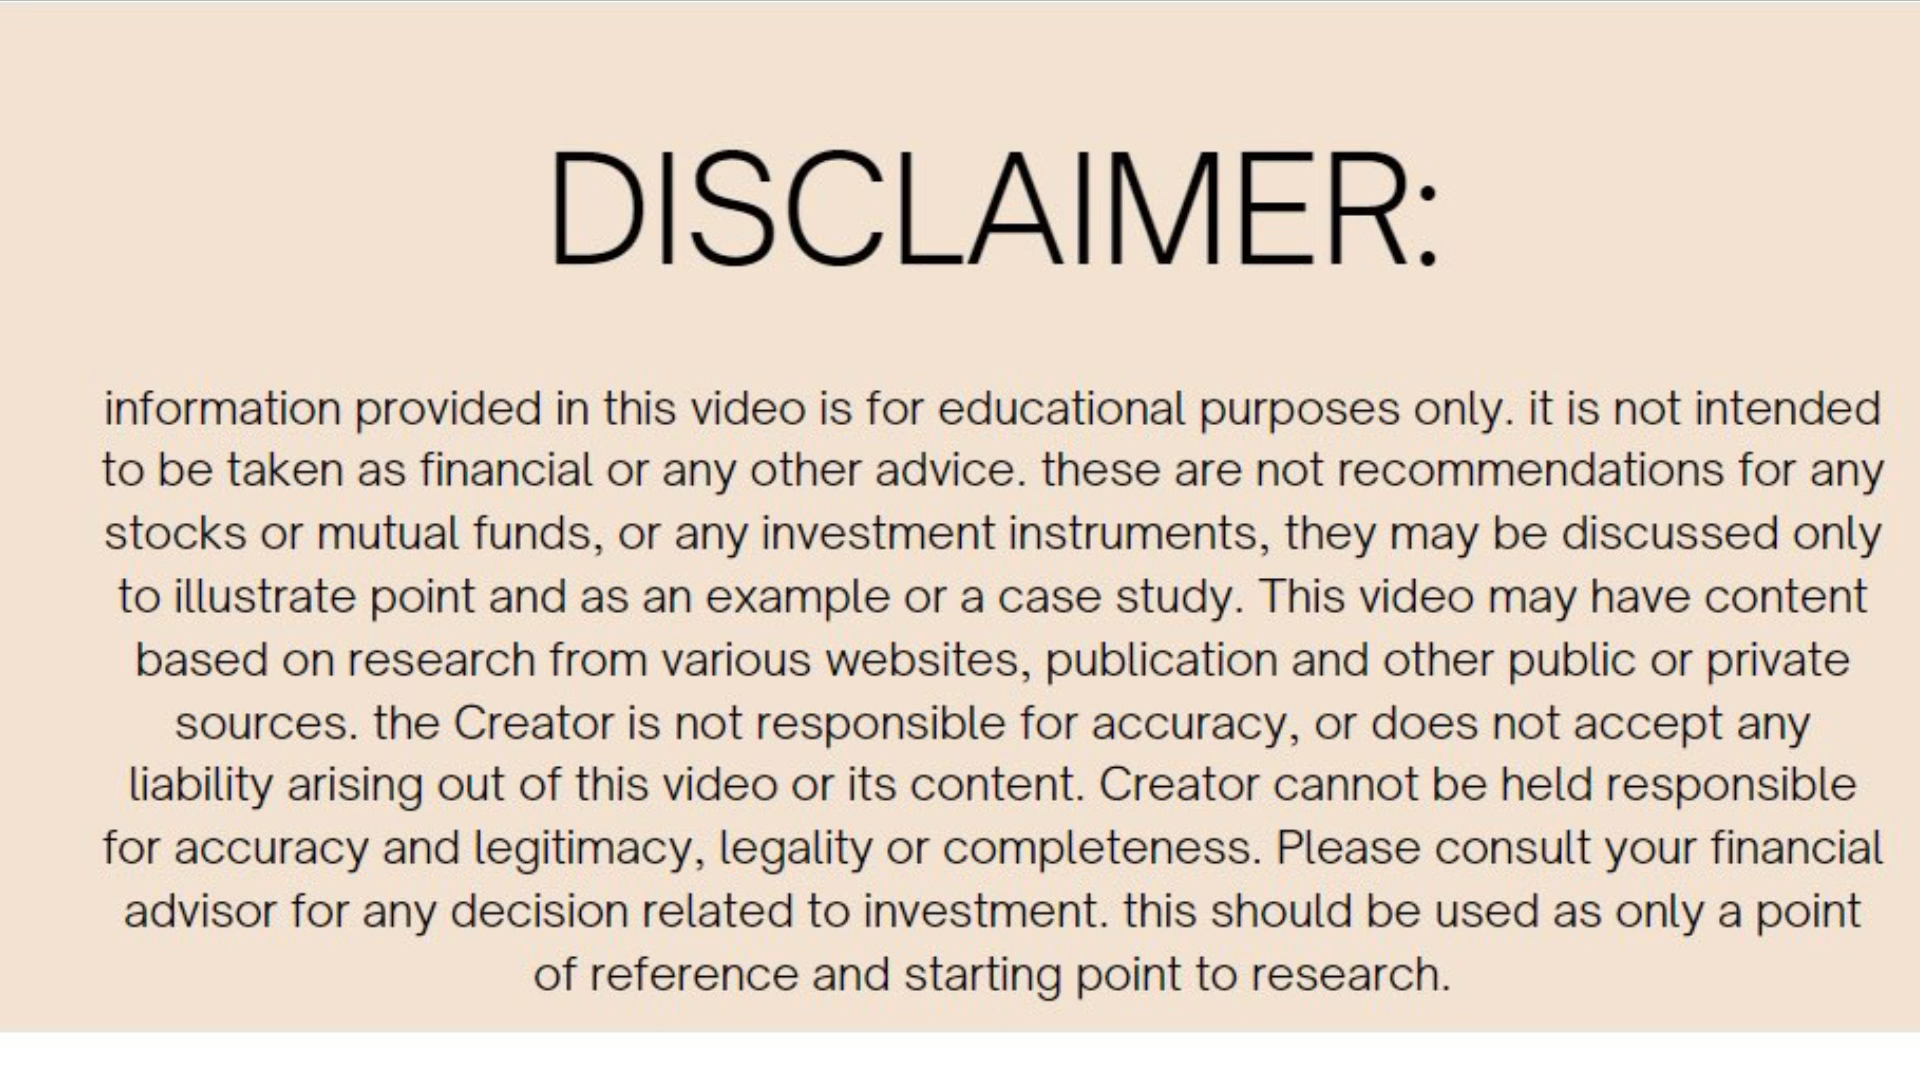 DISCLAIMER:
information provided in this video is for educational purposes only. it is not intended
to be taken as financial or any other advice. these are not recommendations for any
stocks or mutual funds, or any investment instruments, they may be discussed only
to illustrate point and as an example or a case study. This video may have content
based on research from various websites, publication and other public or private
sources. the Creator is not responsible for accuracy, or does not accept any
liability arising out of this video or its content. Creator cannot be held responsible
for accuracy and legitimacy, legality or completeness. Please consult your financial
advisor for any decision related to investment. this should be used as only a point
of reference and starting point to research.